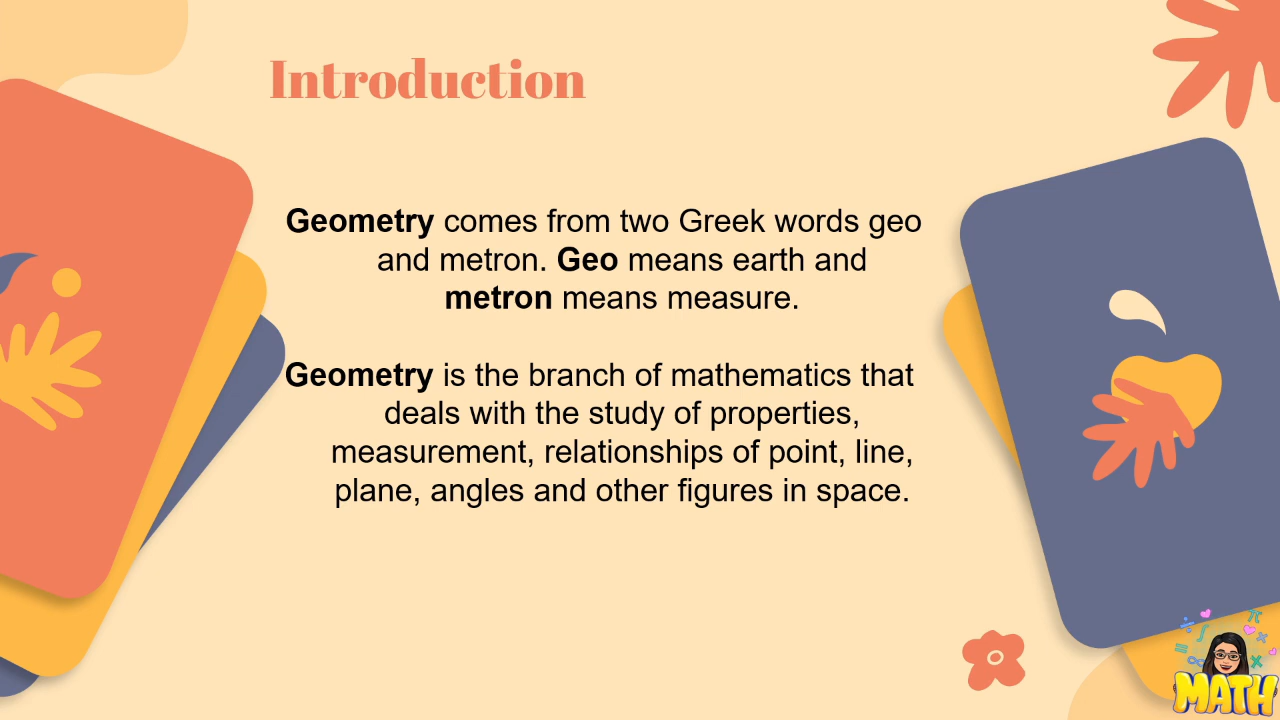 Introduction
Geometry comes from two Greek words geo
and metron. Geo means earth and
metron means measure.
Geometry is the branch of mathematics that
deals with the study of properties,
measurement, relationships of point, line,
plane, angles and other figures in space.
MATH